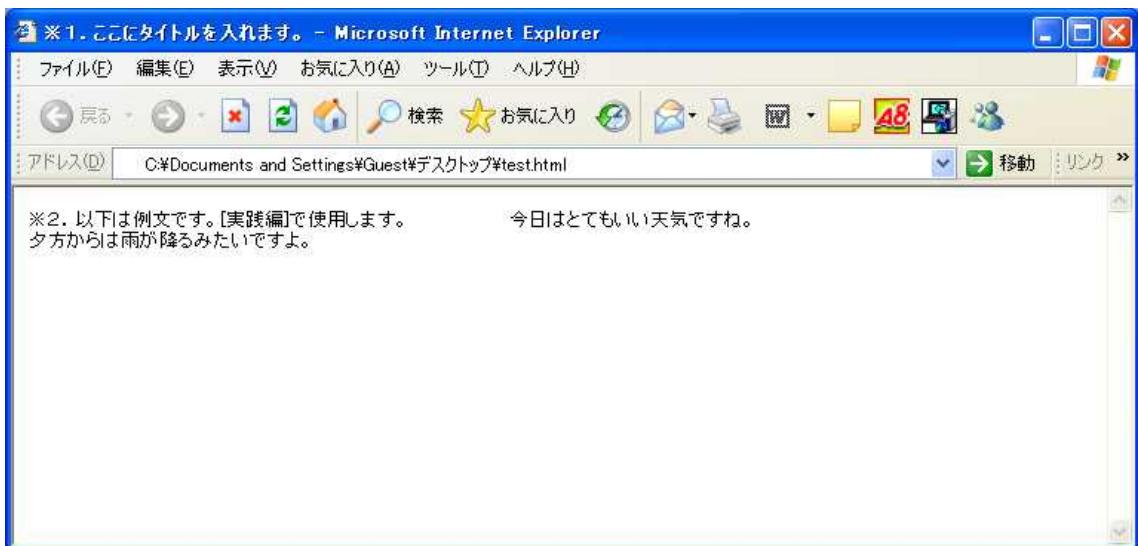 ※1．ここにタイトルを入れます。 - Microsoft Internet Explorer
ファイル(F) 編集(E) 表示(V) お気に入り(A) ツール(T) ヘルプ(H)
戻る 検索 お気に入り W A8
アドレス(D) C:¥Documents and Settings¥Guest¥デスクトップ¥test.html 移動 リンク »
※2．以下は例文です。[実践編]で使用します。　　　　　今日はとてもいい天気ですね。
夕方からは雨が降るみたいですよ。